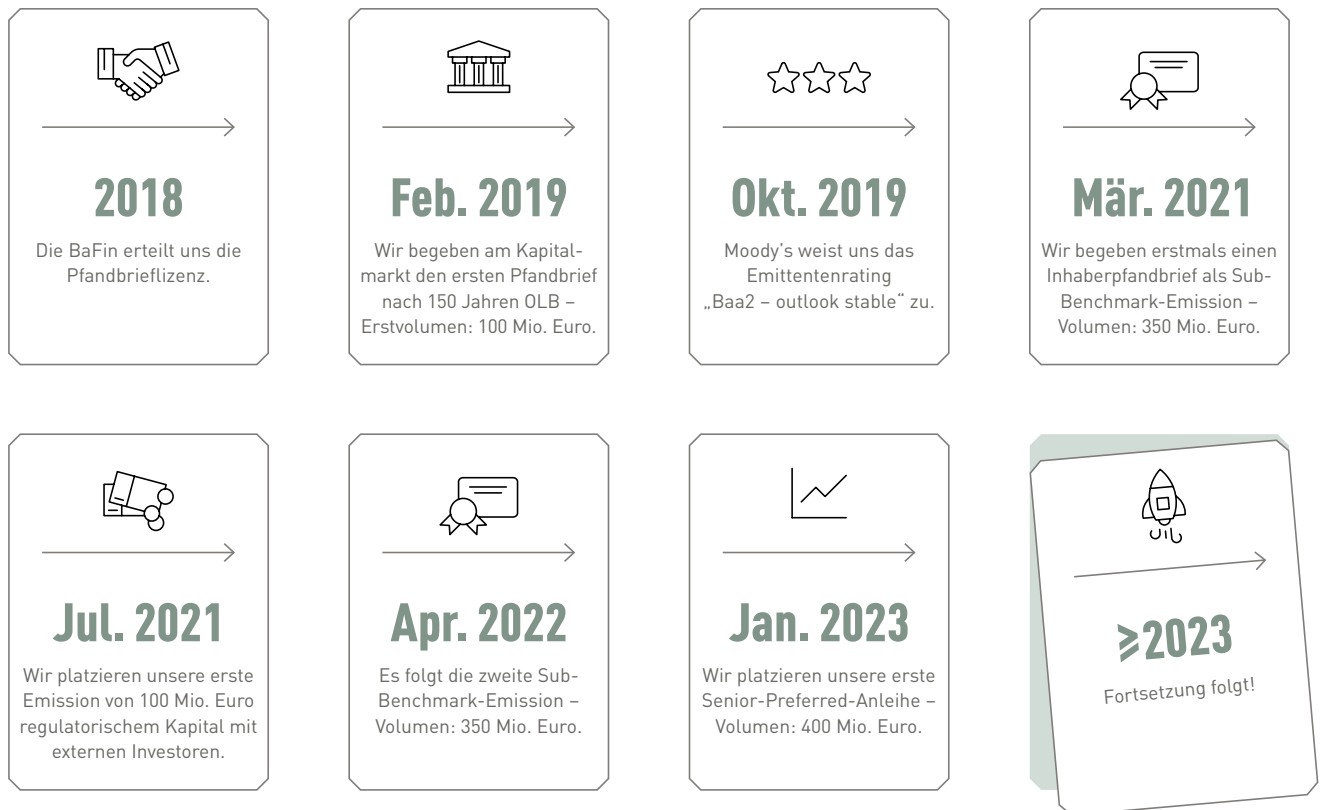 2018
Die BaFin erteilt uns die
Pfandbrieflizenz.
Feb. 2019
Wir begeben am Kapital-
markt den ersten Pfandbrief
nach 150 Jahren OLB –
Erstvolumen: 100 Mio. Euro.
Okt. 2019
Moody's weist uns das
Emittentenrating
„Baa2 – outlook stable“ zu.
Mär. 2021
Wir begeben erstmals einen
Inhaberpfandbrief als Sub-
Benchmark-Emission –
Volumen: 350 Mio. Euro.
Jul. 2021
Wir platzieren unsere erste
Emission von 100 Mio. Euro
regulatorischem Kapital mit
externen Investoren.
Apr. 2022
Es folgt die zweite Sub-
Benchmark-Emission –
Volumen: 350 Mio. Euro.
Jan. 2023
Wir platzieren unsere erste
Senior-Preferred-Anleihe –
Volumen: 400 Mio. Euro.
⩾2023
Fortsetzung folgt!